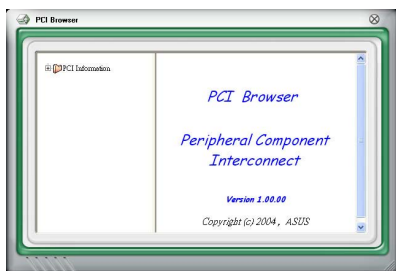 PCI Browser
PCI Information
PCI Browser
Peripheral Component
Interconnect
Version 1.00.00
Copyright (c) 2004, ASUS